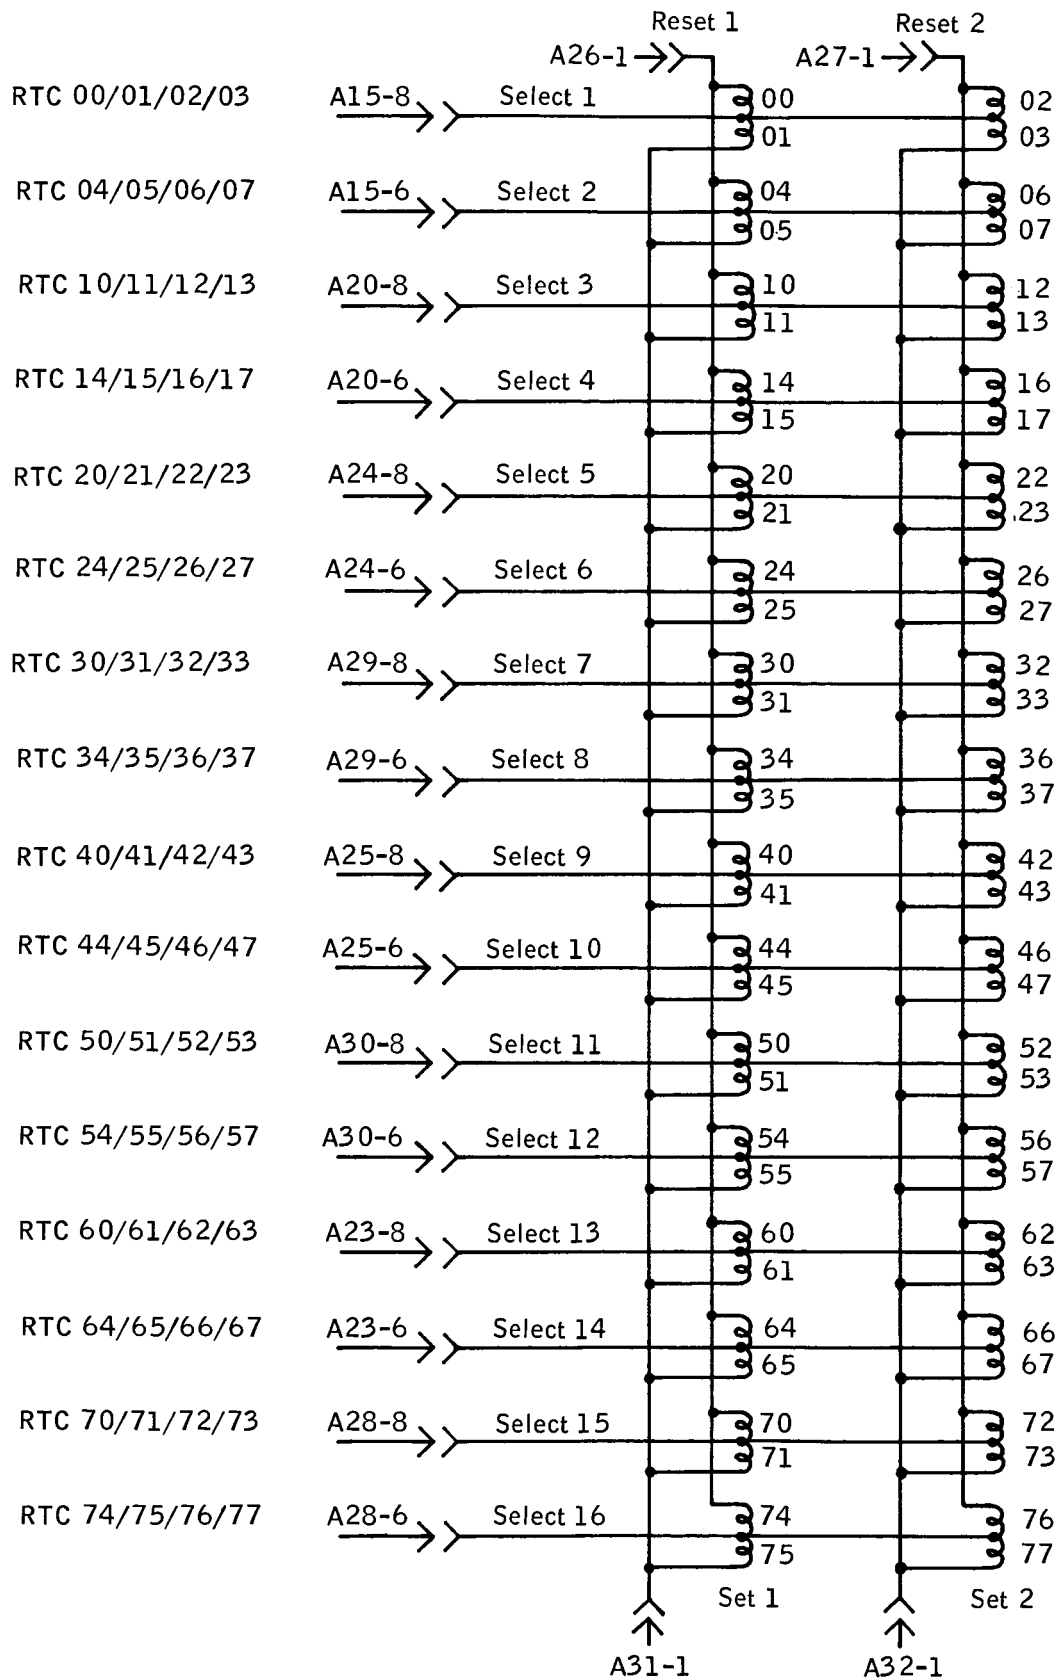 Reset 1 Reset 2
A26-1 A27-1
RTC 00/01/02/03 A15-8 Select 1 00 02
01 03
RTC 04/05/06/07 A15-6 Select 2 04 06
05 07
RTC 10/11/12/13 A20-8 Select 3 10 12
11 13
RTC 14/15/16/17 A20-6 Select 4 14 16
15 17
RTC 20/21/22/23 A24-8 Select 5 20 22
21 23
RTC 24/25/26/27 A24-6 Select 6 24 26
25 27
RTC 30/31/32/33 A29-8 Select 7 30 32
31 33
RTC 34/35/36/37 A29-6 Select 8 34 36
35 37
RTC 40/41/42/43 A25-8 Select 9 40 42
41 43
RTC 44/45/46/47 A25-6 Select 10 44 46
45 47
RTC 50/51/52/53 A30-8 Select 11 50 52
51 53
RTC 54/55/56/57 A30-6 Select 12 54 56
55 57
RTC 60/61/62/63 A23-8 Select 13 60 62
61 63
RTC 64/65/66/67 A23-6 Select 14 64 66
65 67
RTC 70/71/72/73 A28-8 Select 15 70 72
71 73
RTC 74/75/76/77 A28-6 Select 16 74 76
75 77
Set 1 Set 2
A31-1 A32-1